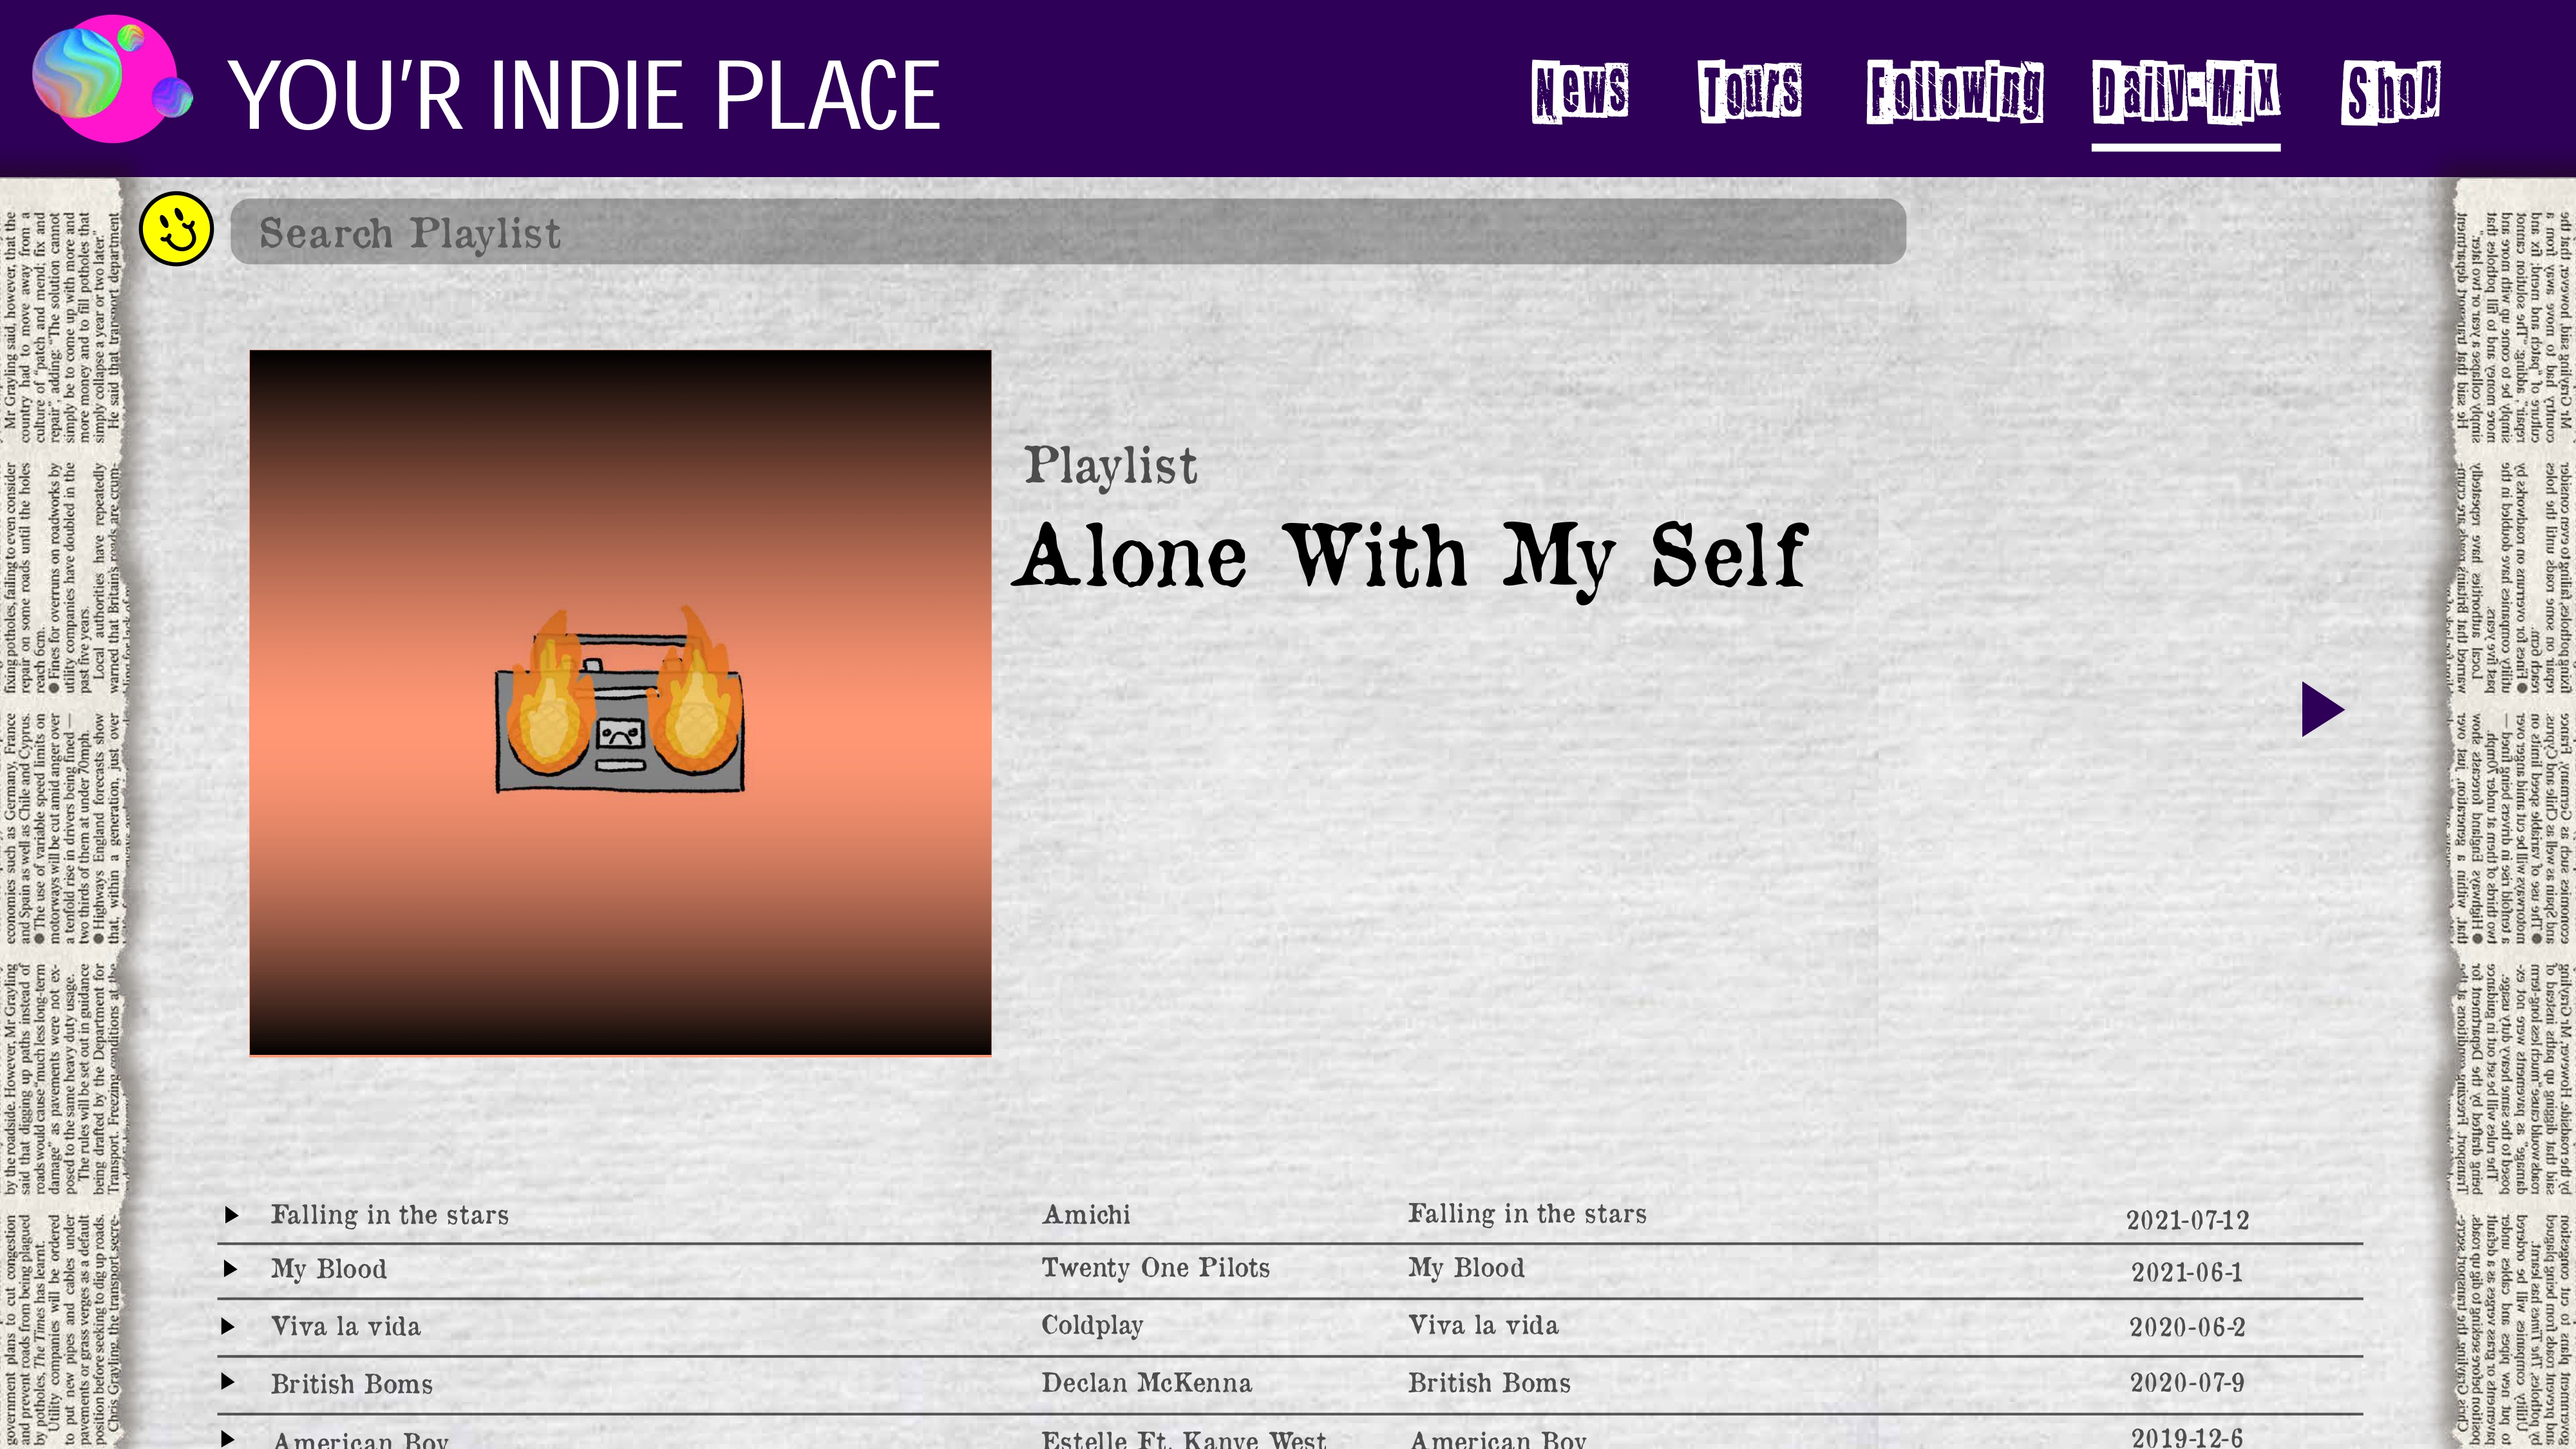 YOU'R INDIE PLACE
News Tours Following Daily-Mix Shop
Search Playlist
Playlist
Alone With My Self
Falling in the stars Amichi Falling in the stars 2021-07-12
My Blood Twenty One Pilots My Blood 2021-06-1
Viva la vida Coldplay Viva la vida 2020-06-2
British Boms Declan McKenna British Boms 2020-07-9
American Boy Estelle Ft. Kanye West American Boy 2019-12-6
Mr Grayling said, however, that the
country had to move away from a
culture of "patch and mend; fix and
repair", adding: "The solution cannot
simply be to come up with more and
more money and to fill potholes that
simply collapse a year or two later."
He said that transport department
fixing potholes, failing to even consider
repair on some roads until the holes
reach 6cm.
● Fines for overruns on roadworks by
utility companies have doubled in the
past five years.
Local authorities have repeatedly
warned that Britain's roads are crum-
economies such as Germany, France
and Spain as well as Chile and Cyprus.
● The use of variable speed limits on
motorways will be cut amid anger over
a tenfold rise in drivers being fined —
two thirds of them at under 70mph.
● Highways England forecasts show
that, within a generation, just over
by the roadside. However, Mr Grayling
said that digging up paths instead of
roads would cause "much less long-term
damage" as pavements were not ex-
posed to the same heavy duty usage.
The rules will be set out in guidance
being drafted by the Department for
Transport. Freezing conditions at the
government plans to cut congestion
and prevent roads from being plagued
by potholes, The Times has learnt.
Utility companies will be ordered
to put new pipes and cables under
pavements or grass verges as a default
position before seeking to dig up roads.
Chris Grayling, the transport secre-